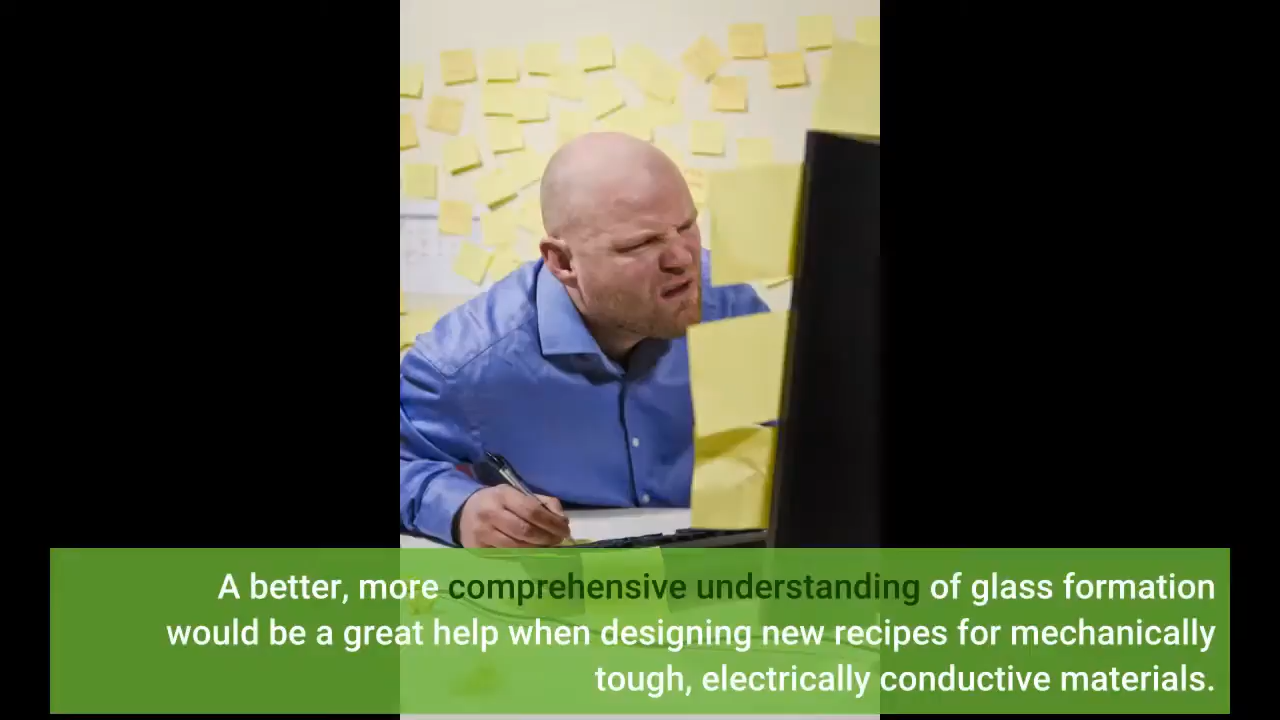 A better, more comprehensive understanding of glass formation
would be a great help when designing new recipes for mechanically
tough, electrically conductive materials.